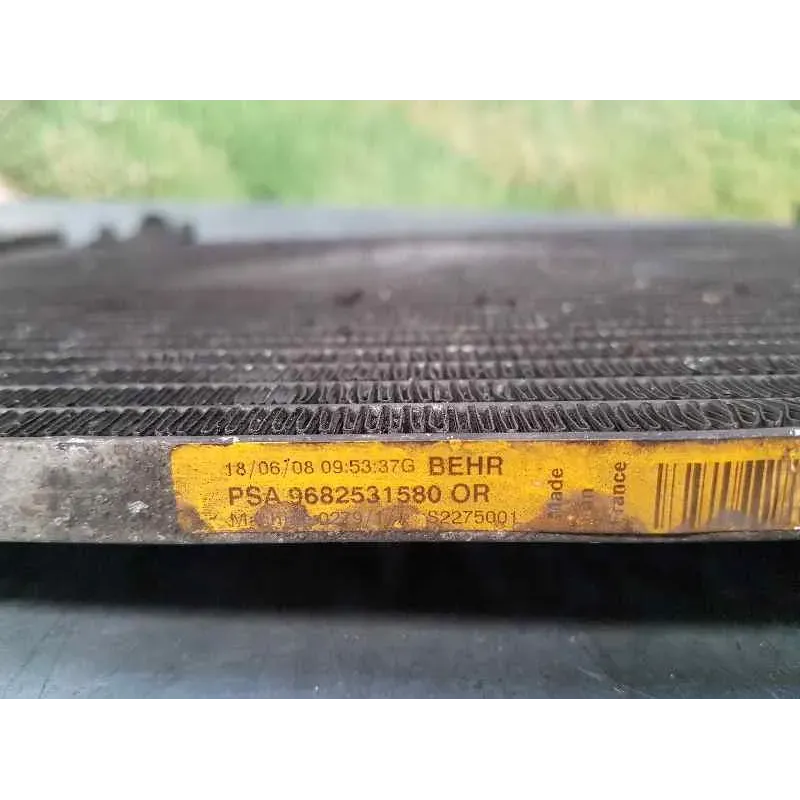 18/06/08 09:53:37G BEHR
PSA 9682531580 OR
S2275001
Made
France